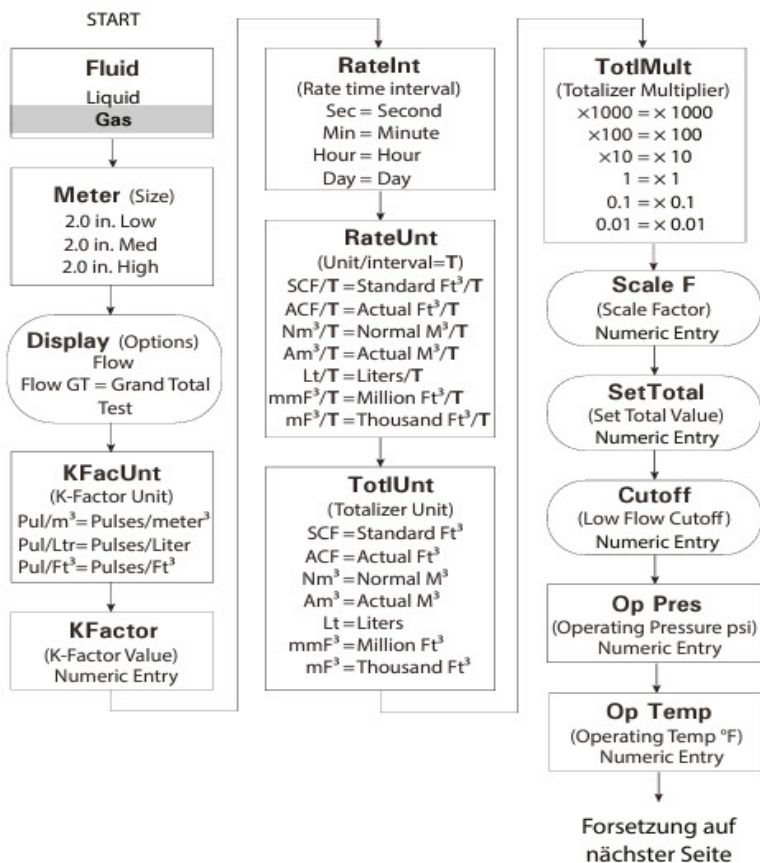 START
Fluid
Liquid
Gas
Meter (Size)
2.0 in. Low
2.0 in. Med
2.0 in. High
Display (Options)
Flow
Flow GT = Grand Total
Test
KFacUnt
(K-Factor Unit)
Pul/m³ = Pulses/meter³
Pul/Ltr= Pulses/Liter
Pul/Ft³ = Pulses/Ft³
KFactor
(K-Factor Value)
Numeric Entry
RateInt
(Rate time interval)
Sec = Second
Min = Minute
Hour = Hour
Day = Day
RateUnt
(Unit/interval=T)
SCF/T = Standard Ft³/T
ACF/T = Actual Ft³/T
Nm³/T = Normal M³/T
Am³/T = Actual M³/T
Lt/T = Liters/T
mmF³/T = Million Ft³/T
mF³/T = Thousand Ft³/T
TotlUnt
(Totalizer Unit)
SCF = Standard Ft³
ACF = Actual Ft³
Nm³ = Normal M³
Am³ = Actual M³
Lt = Liters
mmF³ = Million Ft³
mF³ = Thousand Ft³
TotlMult
(Totalizer Multiplier)
×1000 = × 1000
×100 = × 100
×10 = × 10
1 = × 1
0.1 = × 0.1
0.01 = × 0.01
Scale F
(Scale Factor)
Numeric Entry
SetTotal
(Set Total Value)
Numeric Entry
Cutoff
(Low Flow Cutoff)
Numeric Entry
Op Pres
(Operating Pressure psi)
Numeric Entry
Op Temp
(Operating Temp °F)
Numeric Entry
Forsetzung auf
nächster Seite